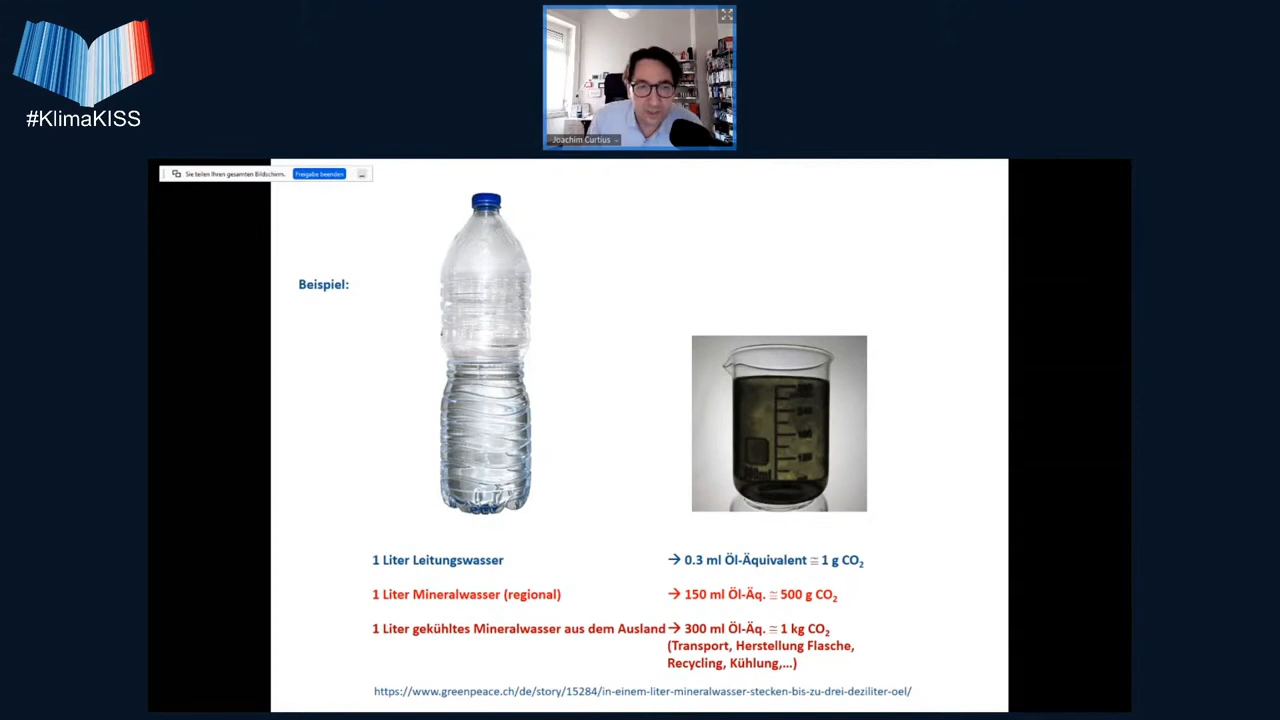 #KlimaKISS
Joachim Curtius
Sie teilen Ihren gesamten Bildschirm.
Freigabe beenden
Beispiel:
1 Liter Leitungswasser → 0.3 ml Öl-Äquivalent ≅ 1 g CO₂
1 Liter Mineralwasser (regional) → 150 ml Öl-Äq. ≅ 500 g CO₂
1 Liter gekühltes Mineralwasser aus dem Ausland → 300 ml Öl-Äq. ≅ 1 kg CO₂
(Transport, Herstellung Flasche,
Recycling, Kühlung,...)
https://www.greenpeace.ch/de/story/15284/in-einem-liter-mineralwasser-stecken-bis-zu-drei-deziliter-oel/